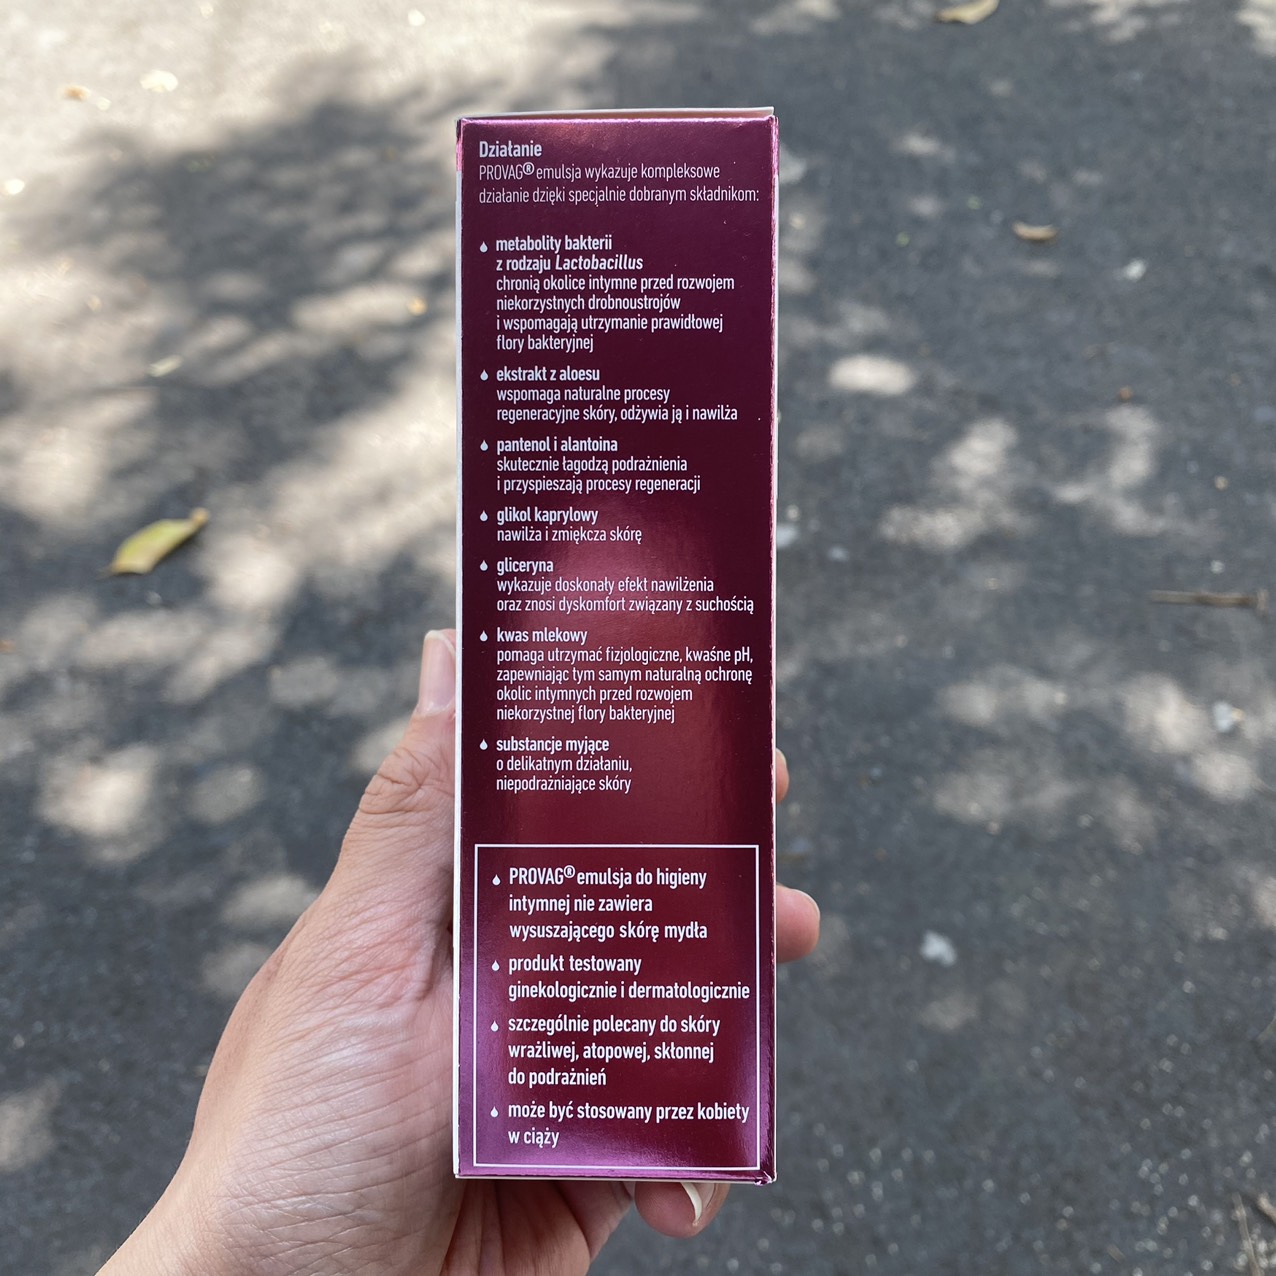 Działanie
PROVAG® emulsja wykazuje kompleksowe
działanie dzięki specjalnie dobranym składnikom:
metabolity bakterii
z rodzaju Lactobacillus
chronią okolice intymne przed rozwojem
niekorzystnych drobnoustrojów
i wspomagają utrzymanie prawidłowej
flory bakteryjnej
ekstrakt z aloesu
wspomaga naturalne procesy
regeneracyjne skóry, odżywia ją i nawilża
pantenol i alantoina
skutecznie łagodzą podrażnienia
i przyspieszają procesy regeneracji
glikol kaprylowy
nawilża i zmiękcza skórę
gliceryna
wykazuje doskonały efekt nawilżenia
oraz znosi dyskomfort związany z suchością
kwas mlekowy
pomaga utrzymać fizjologiczne, kwaśne pH,
zapewniając tym samym naturalną ochronę
okolic intymnych przed rozwojem
niekorzystnej flory bakteryjnej
substancje myjące
o delikatnym działaniu,
niepodrażniające skóry
PROVAG® emulsja do higieny
intymnej nie zawiera
wysuszającego skórę mydła
produkt testowany
ginekologicznie i dermatologicznie
szczególnie polecany do skóry
wrażliwej, atopowej, skłonnej
do podrażnień
może być stosowany przez kobiety
w ciąży